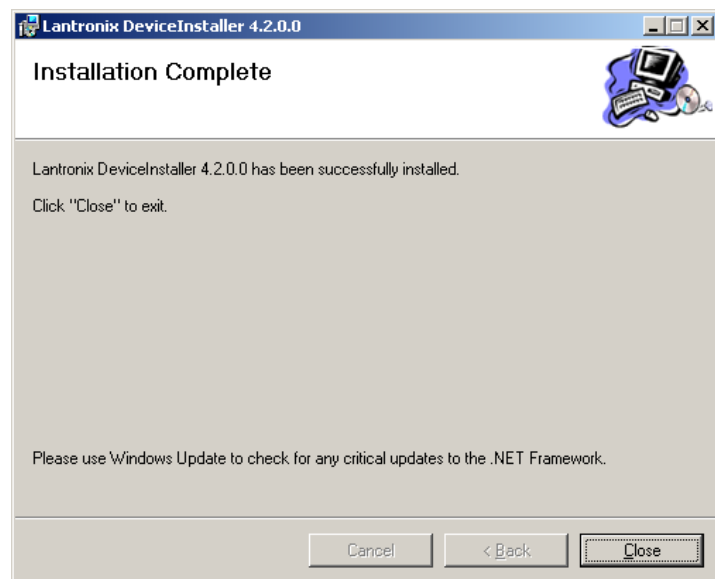 Lantronix DeviceInstaller 4.2.0.0
Installation Complete
Lantronix DeviceInstaller 4.2.0.0 has been successfully installed.
Click "Close" to exit.
Please use Windows Update to check for any critical updates to the .NET Framework.
Cancel
< Back
Close